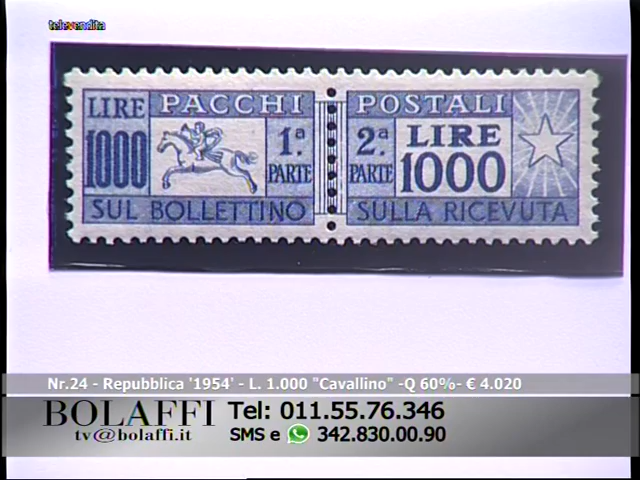 televendita
LIRE PACCHI POSTALI
1000 1ª PARTE 2ª PARTE LIRE 1000
SUL BOLLETTINO SULLA RICEVUTA
Nr.24 - Repubblica '1954' - L. 1.000 "Cavallino" -Q 60%- € 4.020
BOLAFFI Tel: 011.55.76.346
tv@bolaffi.it SMS e 342.830.00.90